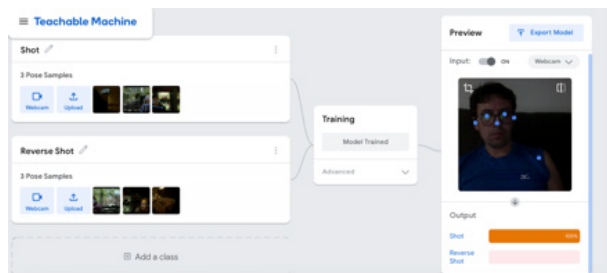 Teachable Machine
Shot
3 Pose Samples
Webcam
Upload
Reverse Shot
3 Pose Samples
Webcam
Upload
Add a class
Training
Model Trained
Advanced
Preview
Export Model
Input:
ON
Webcam
Output
Shot
100%
Reverse
Shot